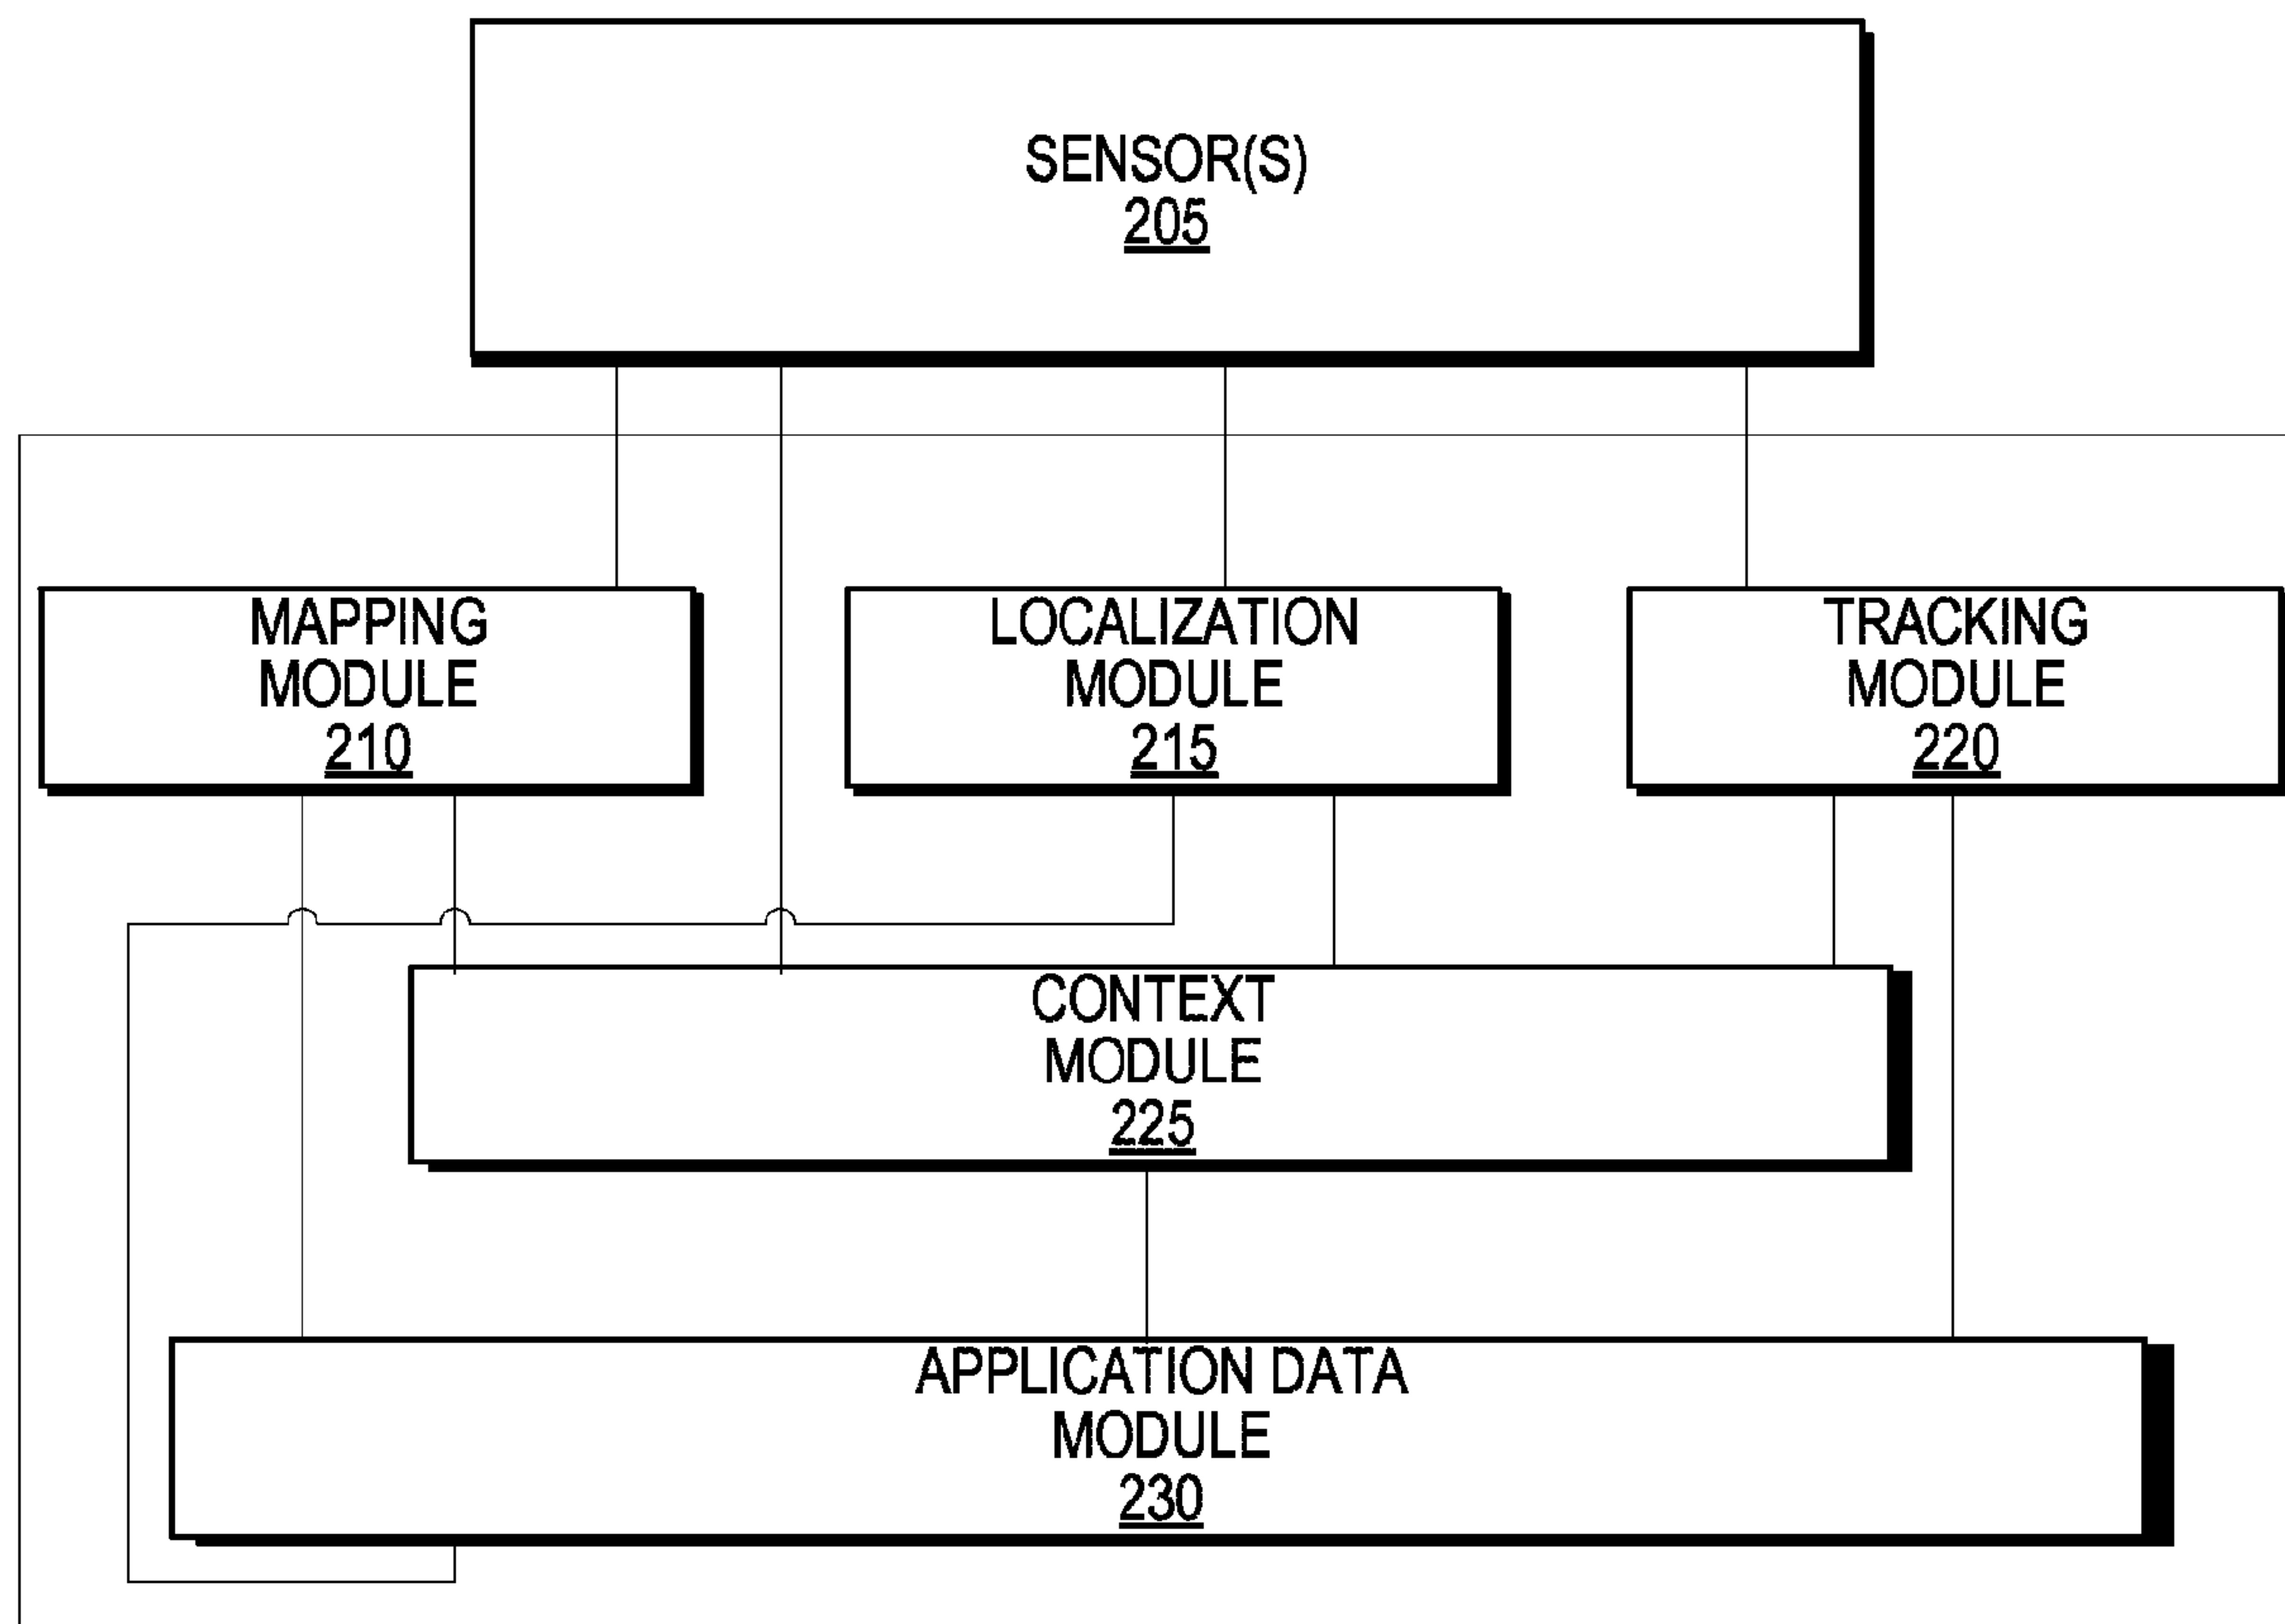 SENSOR(S)
205
MAPPING
MODULE
210
LOCALIZATION
MODULE
215
TRACKING
MODULE
220
CONTEXT
MODULE
225
APPLICATION DATA
MODULE
230